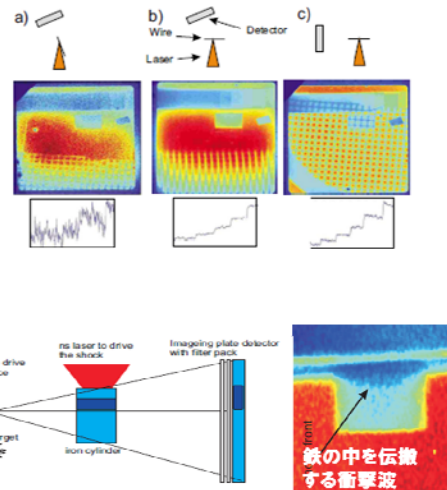 a)
b)
c)
Wire
Detector
Laser
drive
ns laser to drive
the shock
Imageing plate detector
with filter pack
iron cylinder
front
鉄の中を伝搬
する衝撃波